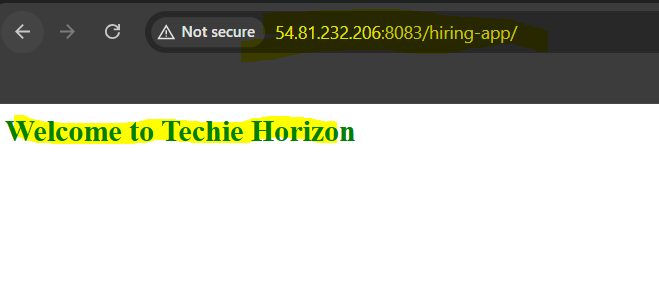 Not secure 54.81.232.206:8083/hiring-app/
Welcome to Techie Horizon